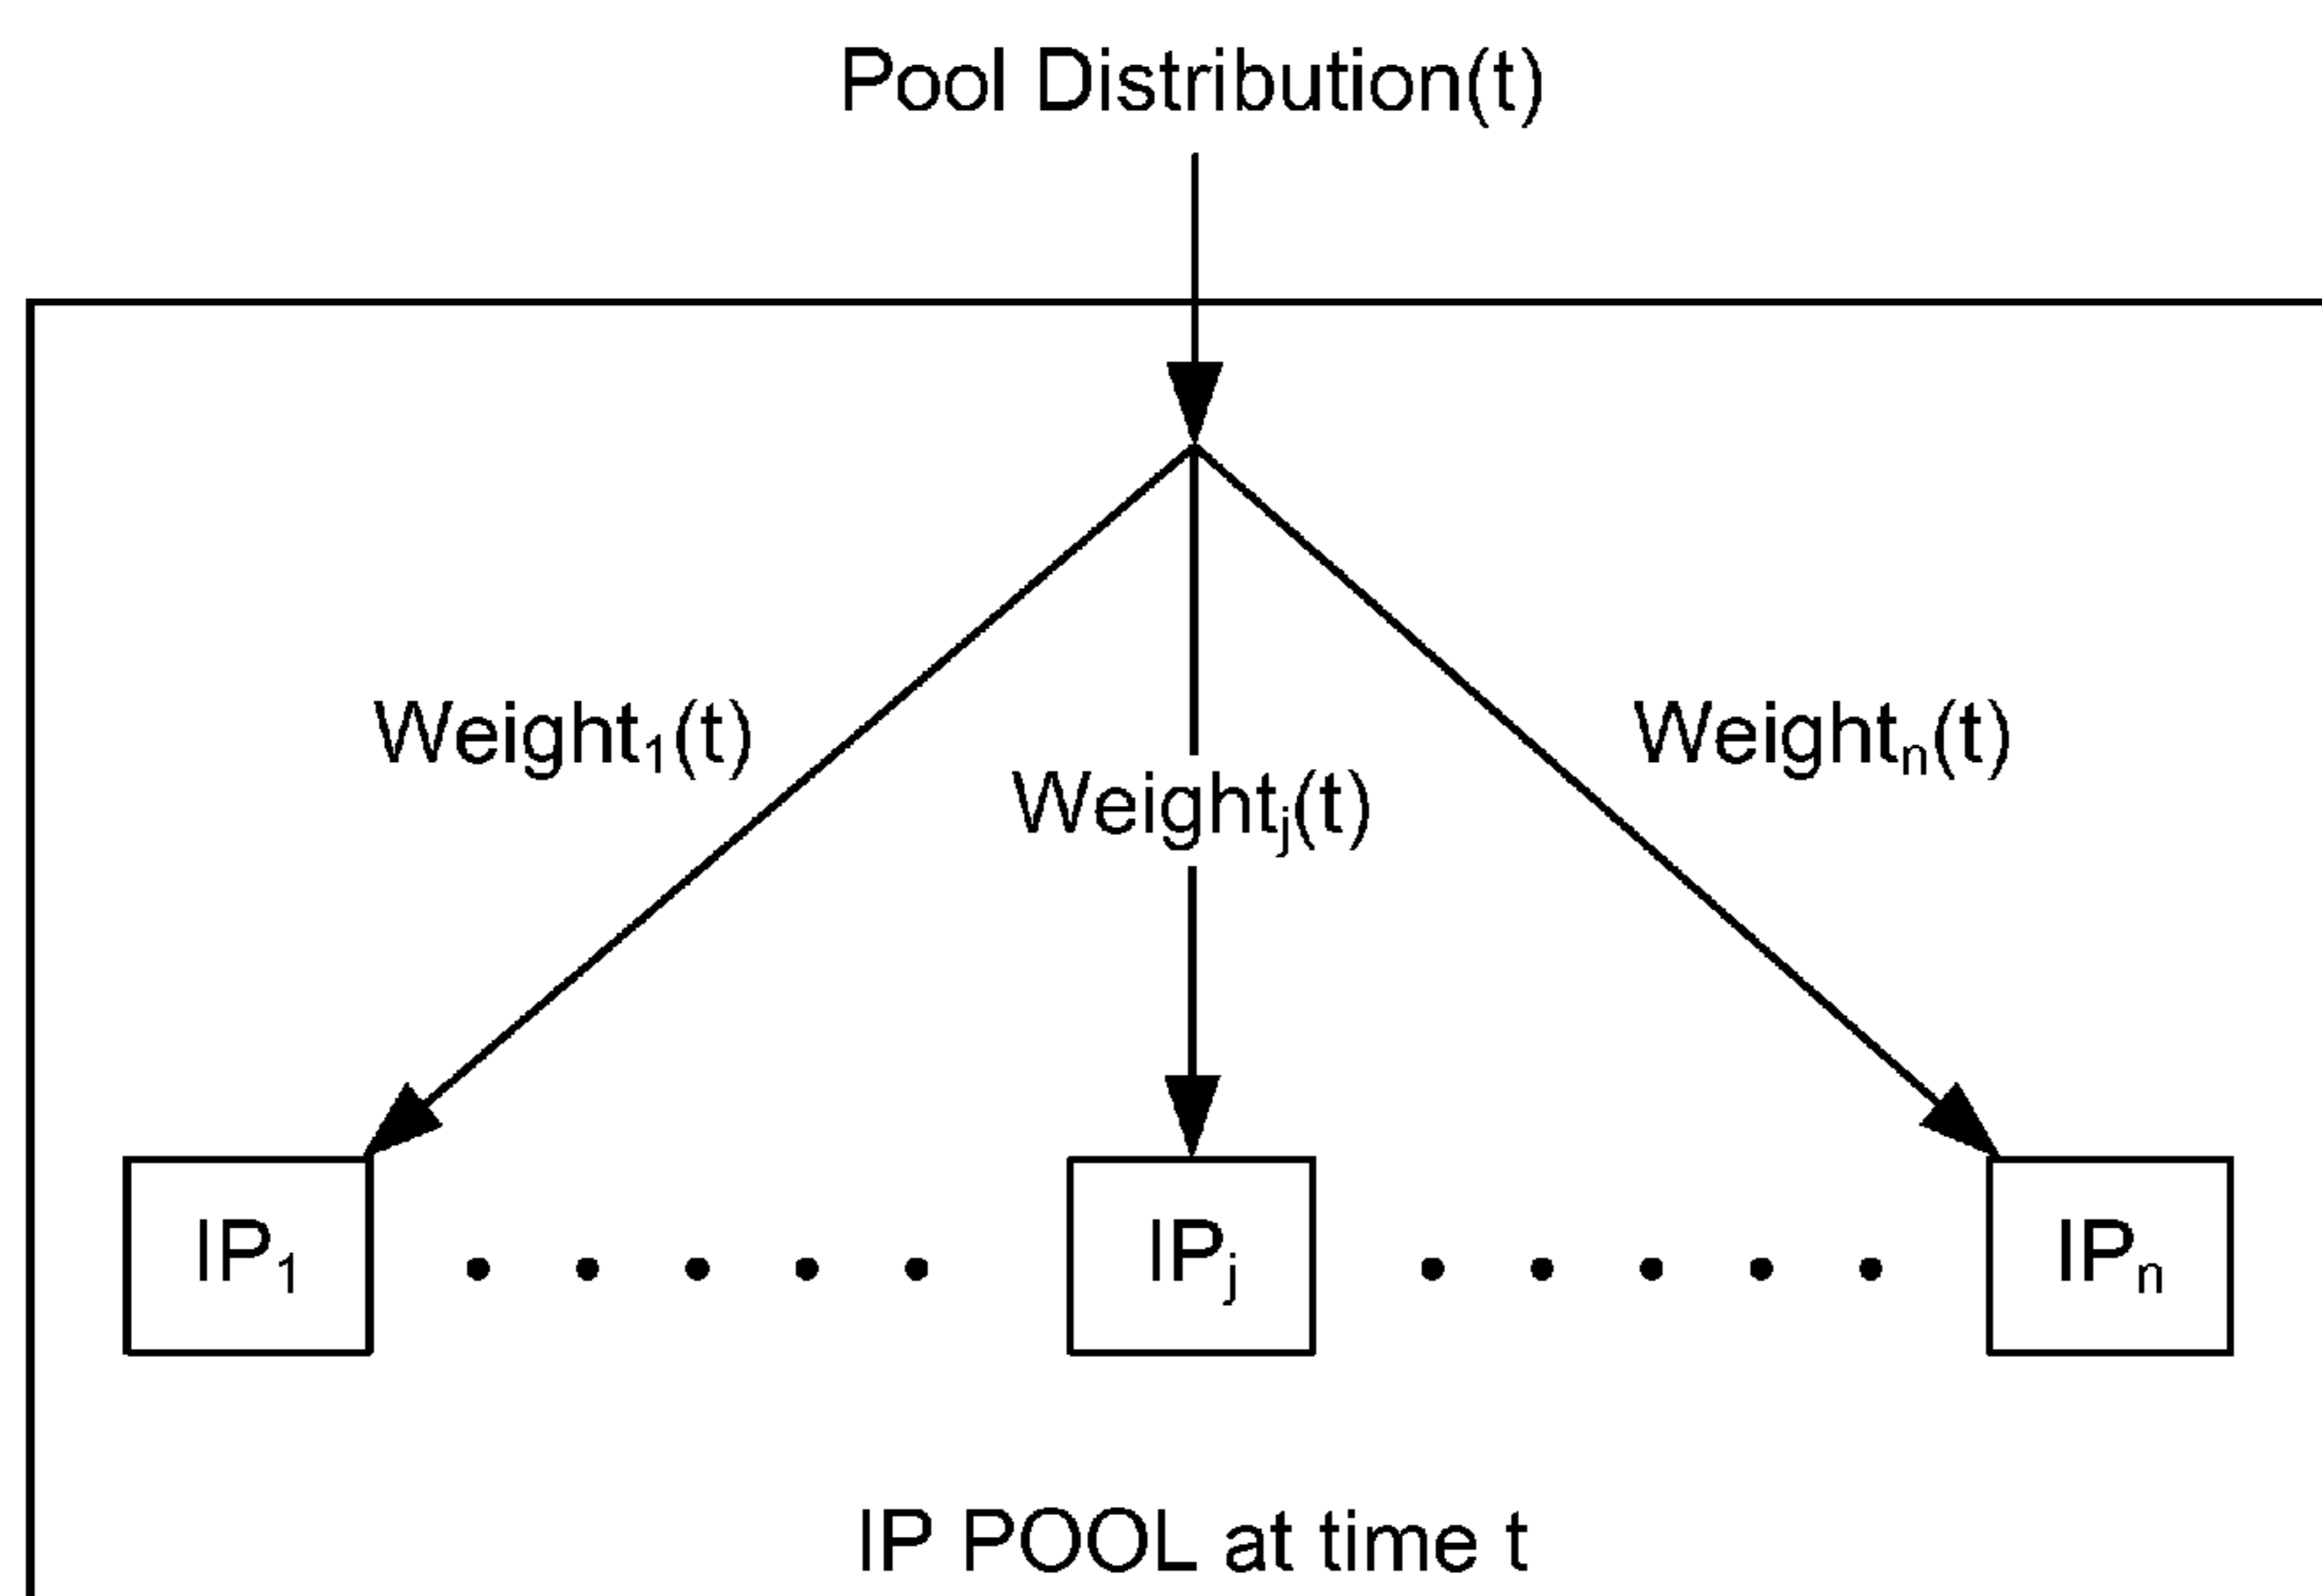 Pool Distribution(t)
Weight₁(t)
Weightₙ(t)
Weightⱼ(t)
IP₁
IPⱼ
IPₙ
IP POOL at time t